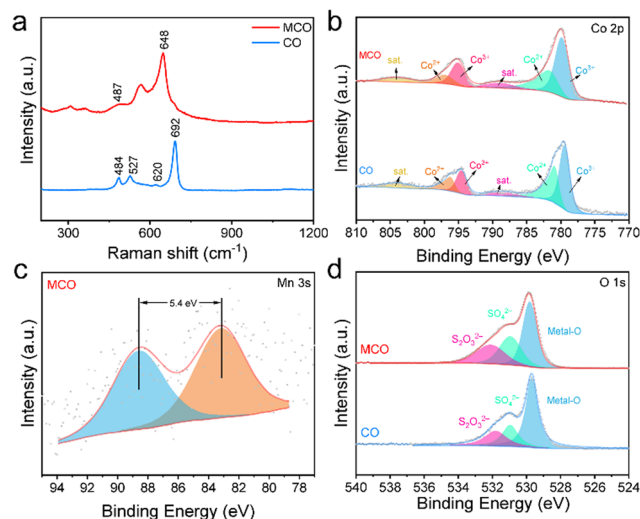 a
MCO
CO
648
487
692
484
527
620
Intensity (a.u.)
300 600 900 1200
Raman shift (cm⁻¹)
b
Co 2p
MCO
sat.
Co²⁺
Co³⁺
sat.
Co²⁺
Co³⁺
CO
sat.
Co²⁺
sat.
Co²⁺
Intensity (a.u.)
810 805 800 795 790 785 780 775 770
Binding Energy (eV)
c
MCO
Mn 3s
5.4 eV
Intensity (a.u.)
94 92 90 88 86 84 82 80 78
Binding Energy (eV)
d
O 1s
SO₄²⁻
S₂O₃²⁻
Metal-O
MCO
SO₄²⁻
S₂O₃²⁻
Metal-O
CO
Intensity (a.u.)
540 538 536 534 532 530 528 526 524
Binding Energy (eV)